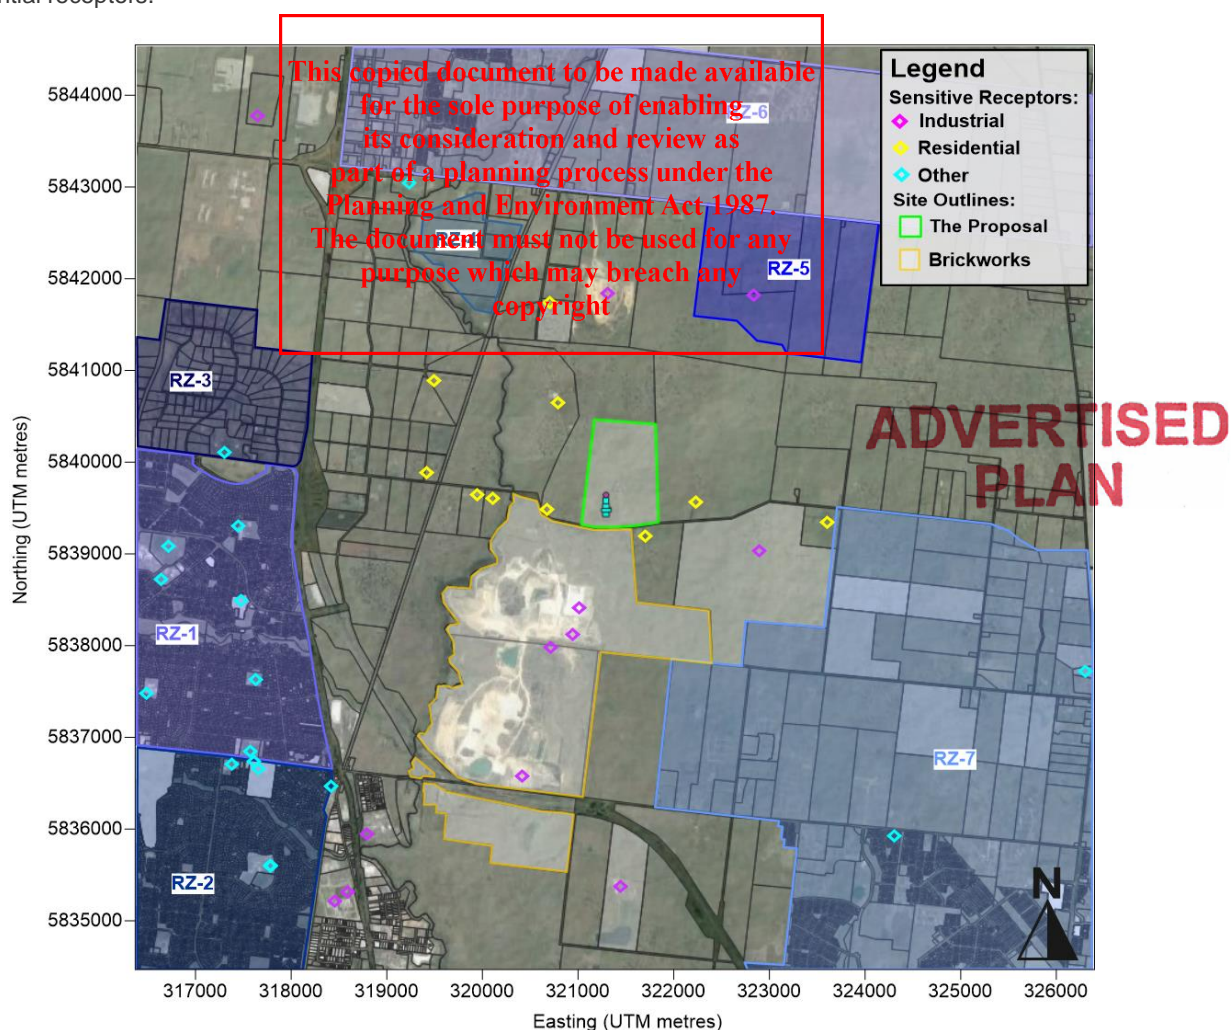 ntial receptors.
This copied document to be made available
for the sole purpose of enabling
its consideration and review as
part of a planning process under the
Planning and Environment Act 1987.
The document must not be used for any
purpose which may breach any
copyright
Legend
Sensitive Receptors:
Industrial
Residential
Other
Site Outlines:
The Proposal
Brickworks
RZ-6
RZ-5
RZ-3
RZ-1
RZ-7
RZ-2
ADVERTISED
PLAN
N
Northing (UTM metres)
5844000
5843000
5842000
5841000
5840000
5839000
5838000
5837000
5836000
5835000
317000 318000 319000 320000 321000 322000 323000 324000 325000 326000
Easting (UTM metres)